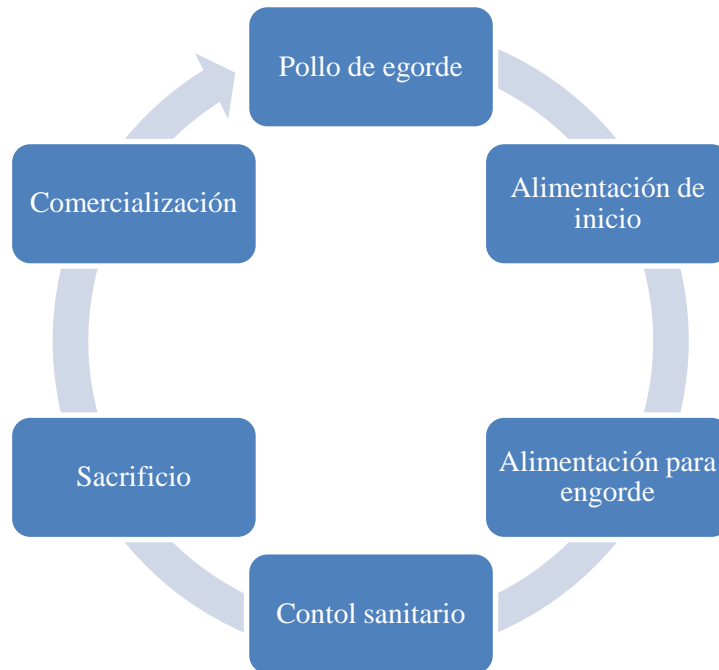 Pollo de egorde
Alimentación de
inicio
Alimentación para
engorde
Contol sanitario
Sacrificio
Comercialización